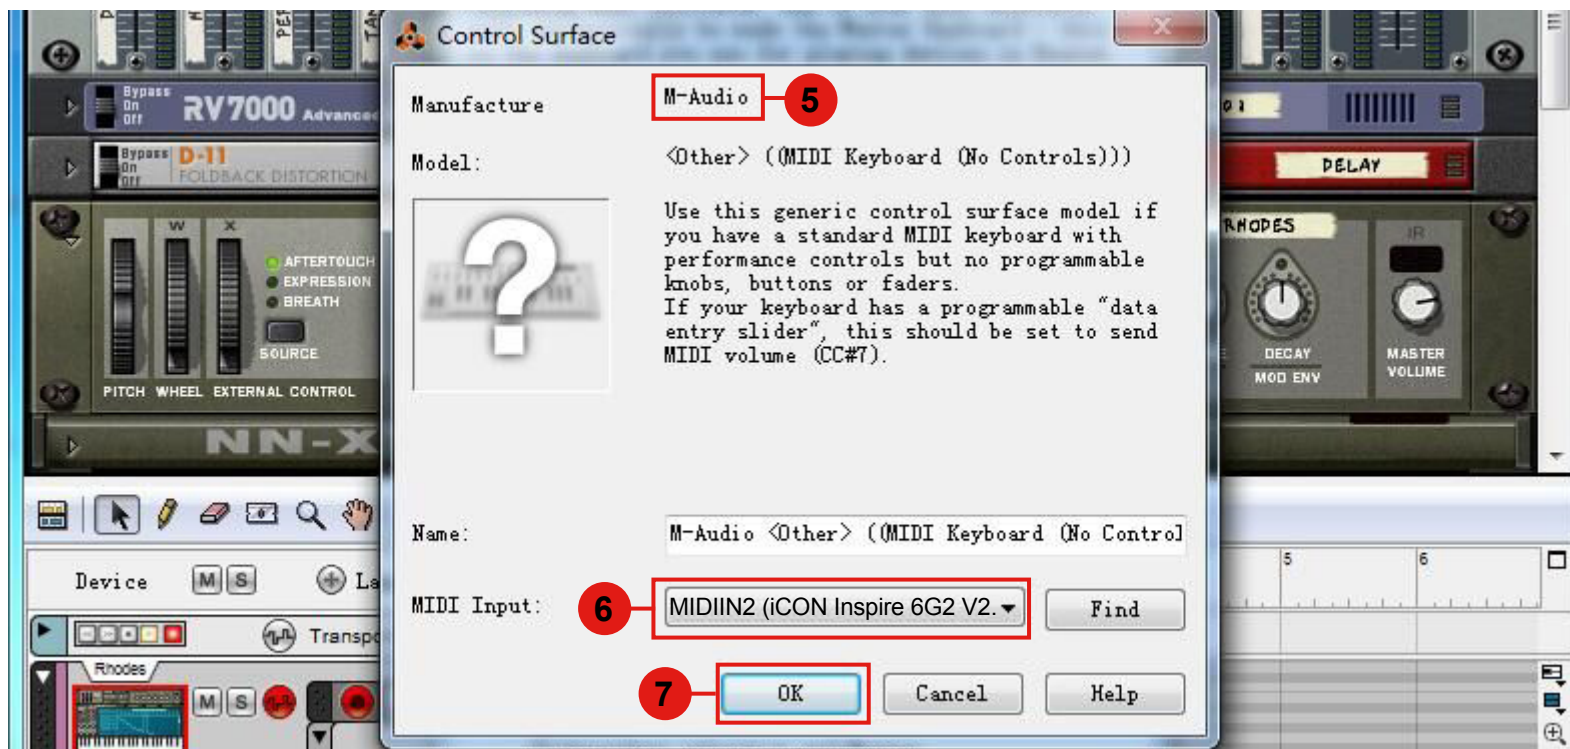 Control Surface
Manufacture
M-Audio
5
Model:
<Other> ((MIDI Keyboard (No Controls)))
Use this generic control surface model if
you have a standard MIDI keyboard with
performance controls but no programmable
knobs, buttons or faders.
If your keyboard has a programmable "data
entry slider", this should be set to send
MIDI volume (CC#7).
Name:
M-Audio <Other> ((MIDI Keyboard (No Control
MIDI Input:
6
MIDIIN2 (iCON Inspire 6G2 V2.
Find
7
OK
Cancel
Help
Bypass
On
Off
RV7000 Advanced
Bypass
On
Off
D-11
FOLDBACK DISTORTION
DELAY
W
X
AFTERTOUCH
EXPRESSION
BREATH
SOURCE
PITCH
WHEEL
EXTERNAL CONTROL
RHODES
DECAY
MOD ENV
MASTER
VOLUME
NN-X
Device
M
S
La
5
6
Transpo
Rhodes
M
S